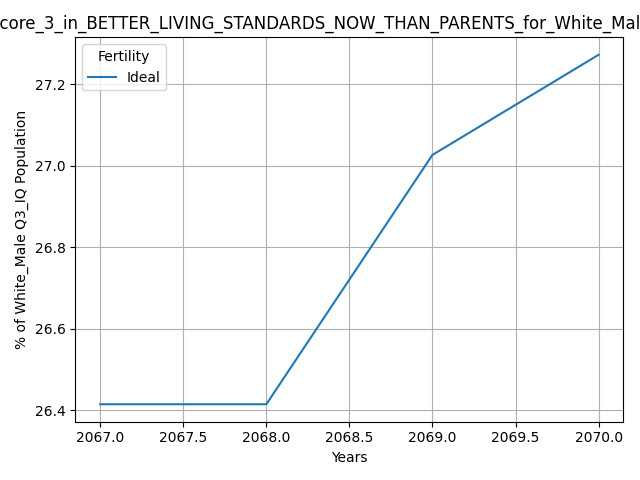 core_3_in_BETTER_LIVING_STANDARDS_NOW_THAN_PARENTS_for_White_Mal
Fertility
Ideal
% of White_Male Q3_IQ Population
27.2
27.0
26.8
26.6
26.4
2067.0 2067.5 2068.0 2068.5 2069.0 2069.5 2070.0
Years